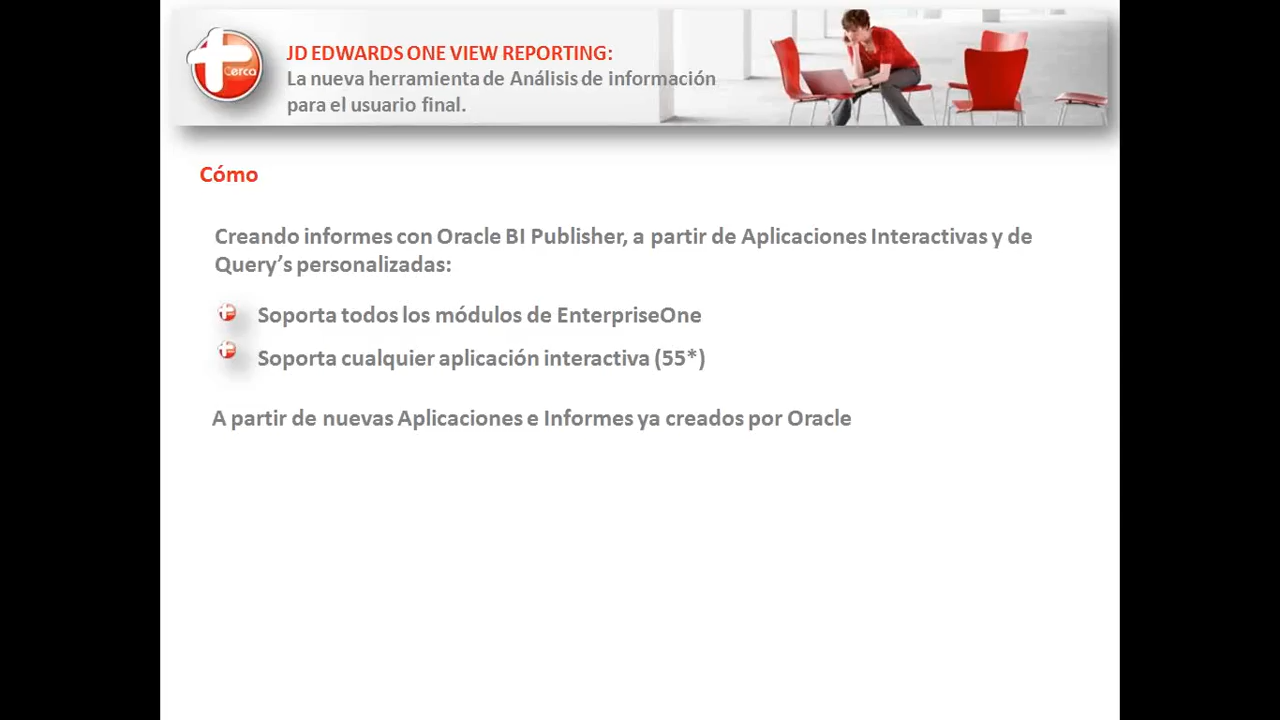 Cerca
JD EDWARDS ONE VIEW REPORTING:
La nueva herramienta de Análisis de información
para el usuario final.
Cómo
Creando informes con Oracle BI Publisher, a partir de Aplicaciones Interactivas y de
Query’s personalizadas:
Soporta todos los módulos de EnterpriseOne
Soporta cualquier aplicación interactiva (55*)
A partir de nuevas Aplicaciones e Informes ya creados por Oracle